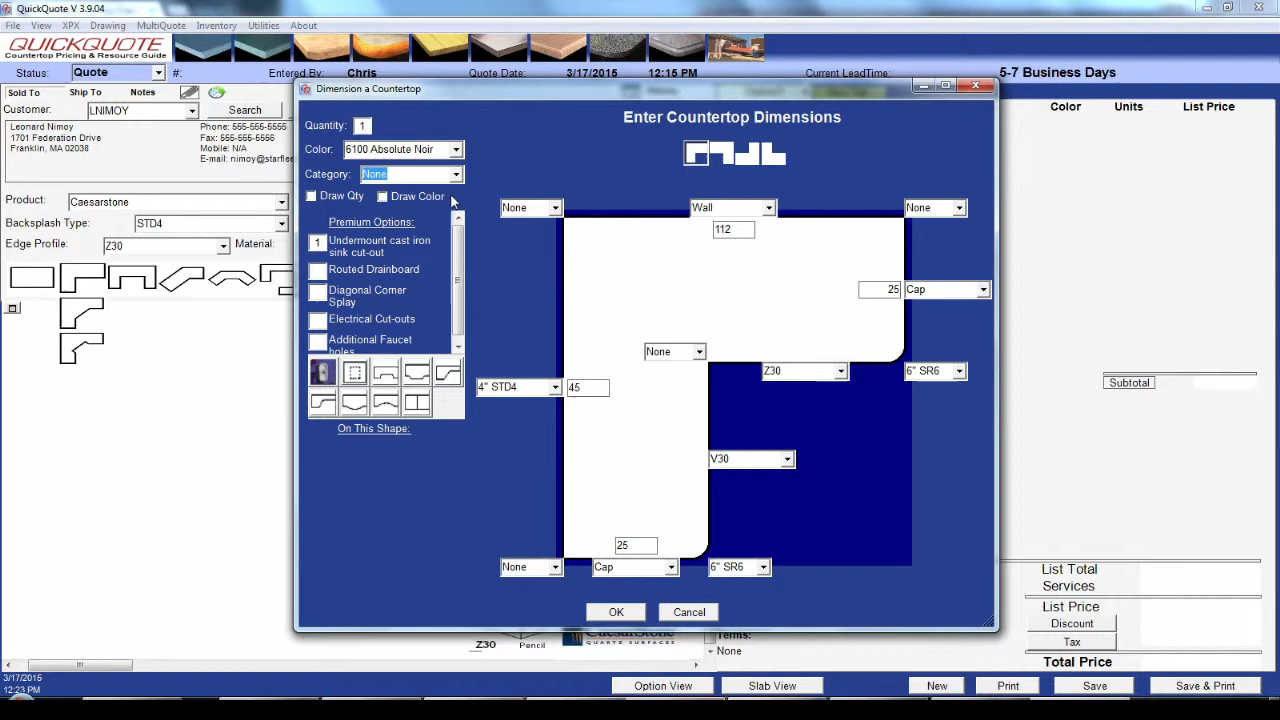 QuickQuote V 3.9.04
File View XPX Drawing MultiQuote Inventory Utilities About
QUICKQUOTE
Countertop Pricing & Resource Guide
Status: Quote #: Entered By: Chris Quote Date: 3/17/2015 12:15 PM Current LeadTime: 5-7 Business Days
Sold To Ship To Notes
Customer: LNIMOY Search
Leonard Nimoy
1701 Federation Drive
Franklin, MA 02038
Phone: 555-555-5555
Fax: 555-555-5555
Mobile: N/A
E-mail: nimoy@starflee
Product: Caesarstone
Backsplash Type: STD4
Edge Profile: Z30 Material:
Color Units List Price
Dimension a Countertop
Quantity: 1
Color: 6100 Absolute Noir
Category: None
Draw Qty Draw Color
Premium Options:
1 Undermount cast iron
sink cut-out
Routed Drainboard
Diagonal Corner
Splay
Electrical Cut-outs
Additional Faucet
holes
On This Shape:
Enter Countertop Dimensions
None Wall None
112
25 Cap
None
Z30 6" SR6
4" STD4 45
V30
25
None Cap 6" SR6
OK Cancel
Subtotal
List Total
Services
List Price
Discount
Tax
Total Price
Z30 Pencil
QUARTZ SURFACES
Terms:
None
3/17/2015
12:23 PM
Option View Slab View New Print Save Save & Print